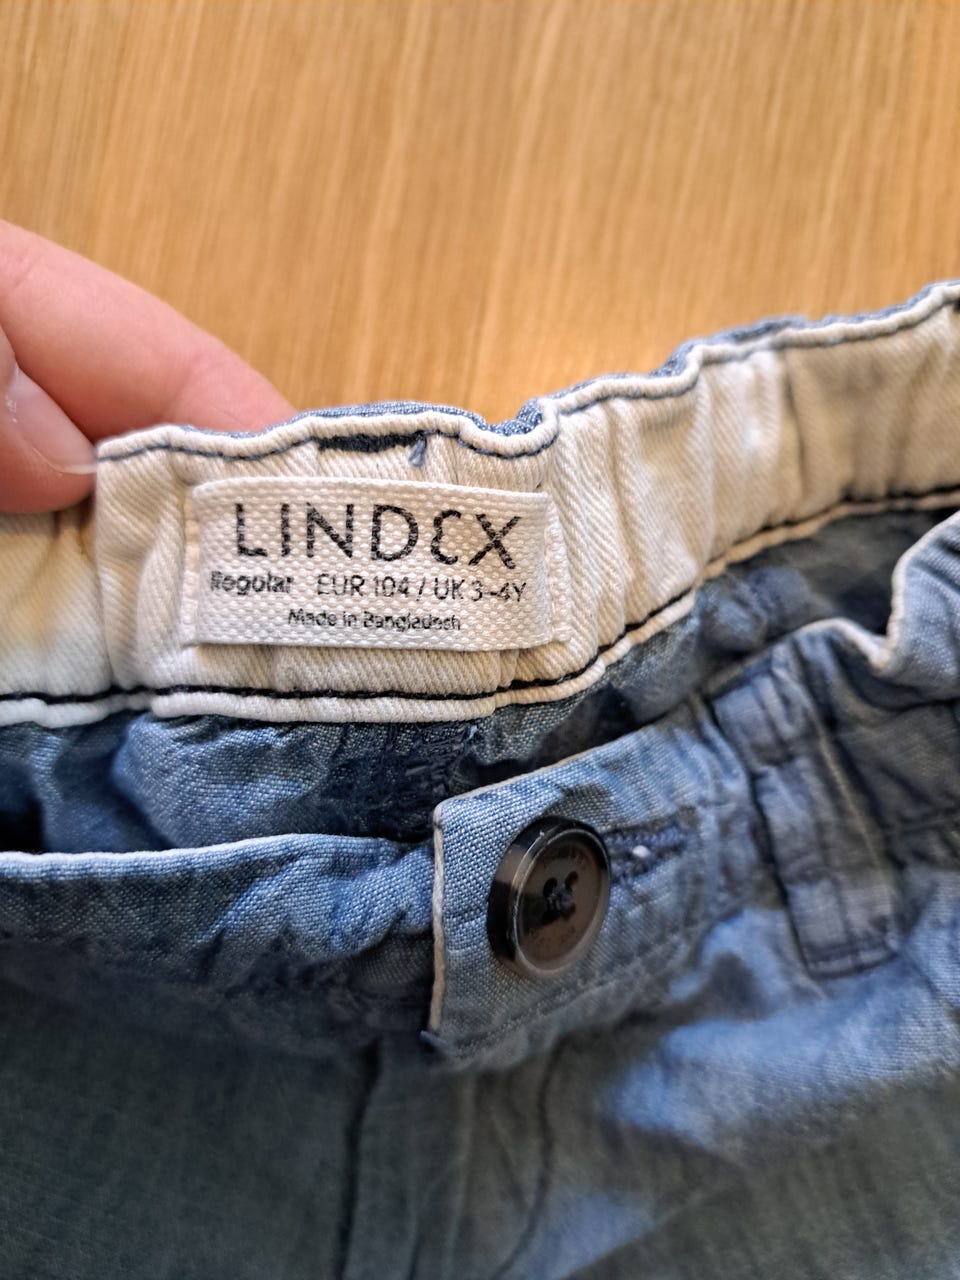 LINDEX
Regular EUR 104 / UK 3-4Y
Made in Bangladesh